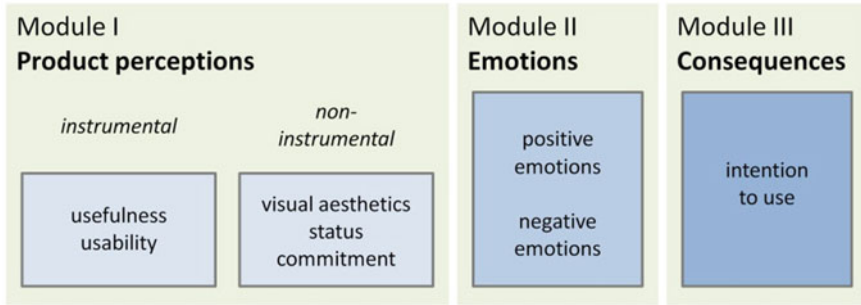 Module I
Product perceptions
instrumental
non-
instrumental
usefulness
usability
visual aesthetics
status
commitment
Module II
Emotions
positive
emotions
negative
emotions
Module III
Consequences
intention
to use